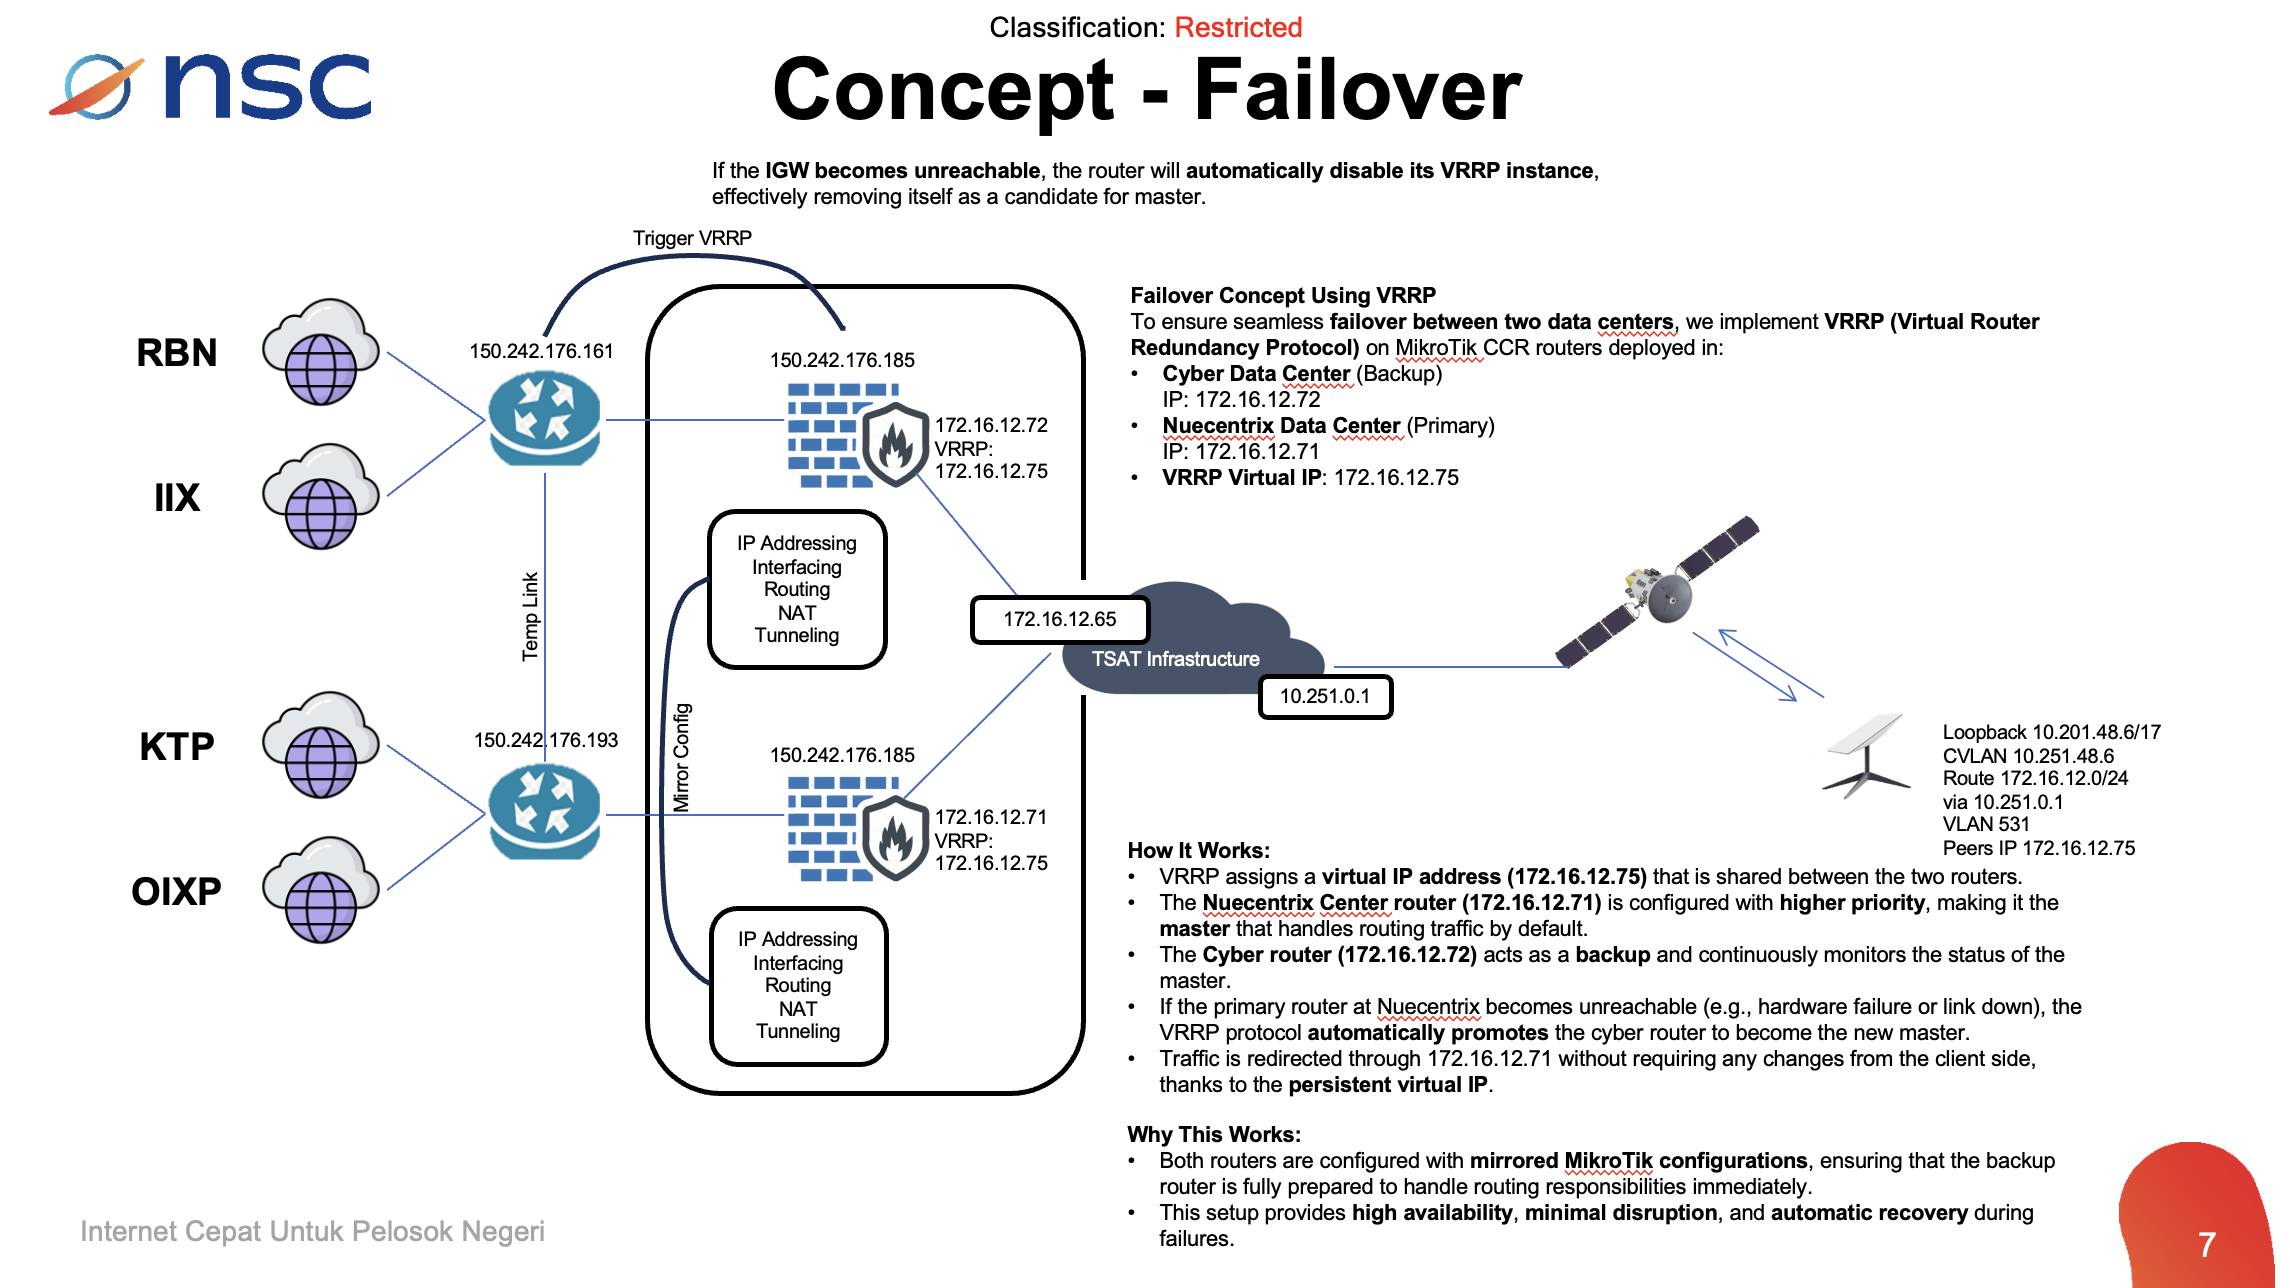 Classification: Restricted
nsc
Concept - Failover
If the IGW becomes unreachable, the router will automatically disable its VRRP instance,
effectively removing itself as a candidate for master.
Trigger VRRP
RBN
150.242.176.161
150.242.176.185
172.16.12.72
VRRP:
172.16.12.75
IIX
IP Addressing
Interfacing
Routing
NAT
Tunneling
Temp Link
Mirror Config
KTP
150.242.176.193
150.242.176.185
172.16.12.71
VRRP:
172.16.12.75
OIXP
IP Addressing
Interfacing
Routing
NAT
Tunneling
172.16.12.65
TSAT Infrastructure
10.251.0.1
Failover Concept Using VRRP
To ensure seamless failover between two data centers, we implement VRRP (Virtual Router
Redundancy Protocol) on MikroTik CCR routers deployed in:
• Cyber Data Center (Backup)
IP: 172.16.12.72
• Nuecentrix Data Center (Primary)
IP: 172.16.12.71
• VRRP Virtual IP: 172.16.12.75
Loopback 10.201.48.6/17
CVLAN 10.251.48.6
Route 172.16.12.0/24
via 10.251.0.1
VLAN 531
Peers IP 172.16.12.75
How It Works:
• VRRP assigns a virtual IP address (172.16.12.75) that is shared between the two routers.
• The Nuecentrix Center router (172.16.12.71) is configured with higher priority, making it the
master that handles routing traffic by default.
• The Cyber router (172.16.12.72) acts as a backup and continuously monitors the status of the
master.
• If the primary router at Nuecentrix becomes unreachable (e.g., hardware failure or link down), the
VRRP protocol automatically promotes the cyber router to become the new master.
• Traffic is redirected through 172.16.12.71 without requiring any changes from the client side,
thanks to the persistent virtual IP.
Why This Works:
• Both routers are configured with mirrored MikroTik configurations, ensuring that the backup
router is fully prepared to handle routing responsibilities immediately.
• This setup provides high availability, minimal disruption, and automatic recovery during
failures.
Internet Cepat Untuk Pelosok Negeri
7